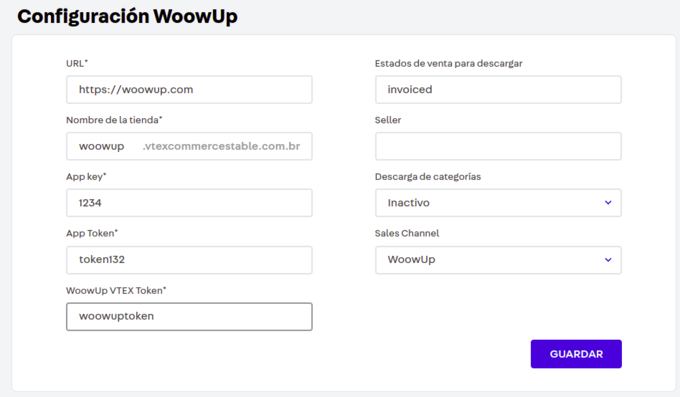 Configuración WoowUp
URL*
https://woowup.com
Nombre de la tienda*
woowup .vtexcommercestable.com.br
App key*
1234
App Token*
token132
WoowUp VTEX Token*
woowuptoken
Estados de venta para descargar
invoiced
Seller
Descarga de categorías
Inactivo
Sales Channel
WoowUp
GUARDAR